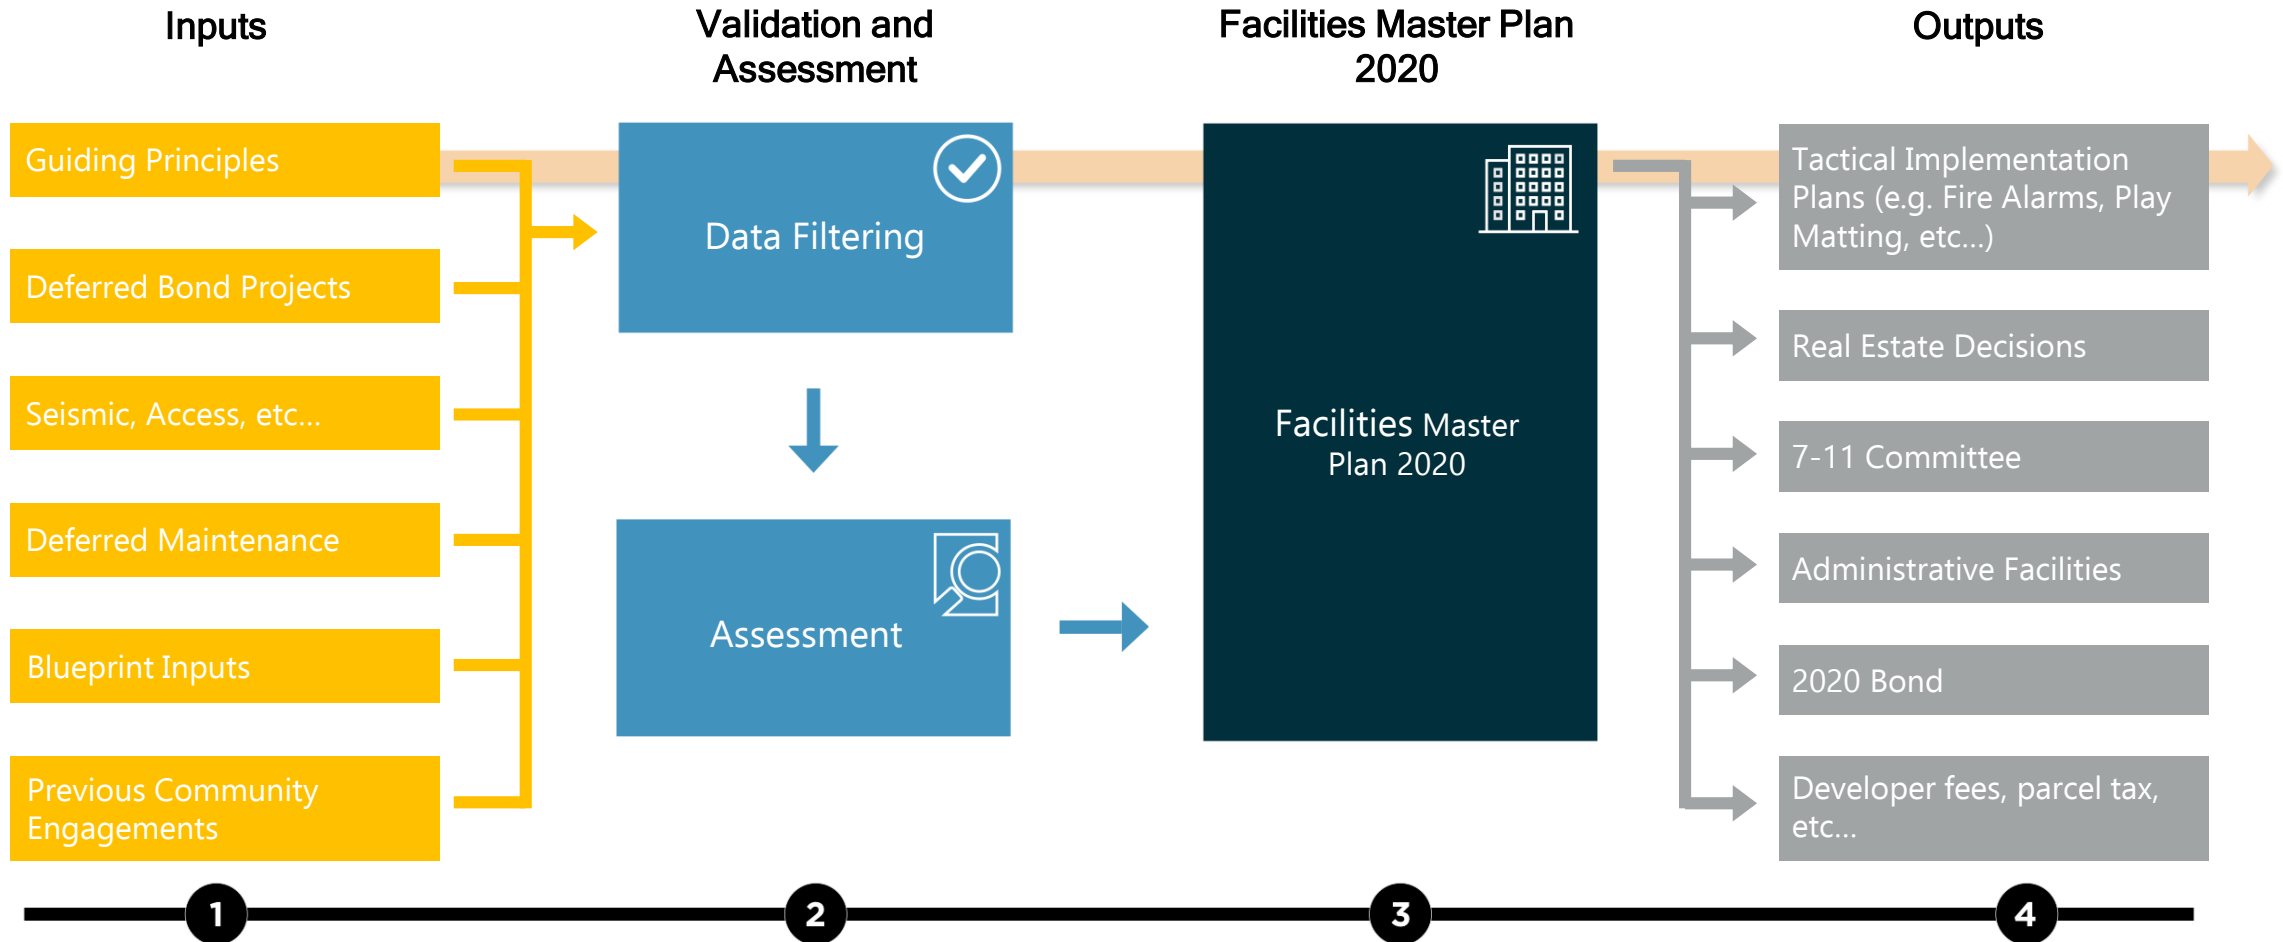 Inputs
Validation and
Assessment
Facilities Master Plan
2020
Outputs
Guiding Principles
Deferred Bond Projects
Seismic, Access, etc...
Deferred Maintenance
Blueprint Inputs
Previous Community
Engagements
Data Filtering
Assessment
Facilities Master
Plan 2020
Tactical Implementation
Plans (e.g. Fire Alarms, Play
Matting, etc...)
Real Estate Decisions
7-11 Committee
Administrative Facilities
2020 Bond
Developer fees, parcel tax,
etc...
1
2
3
4